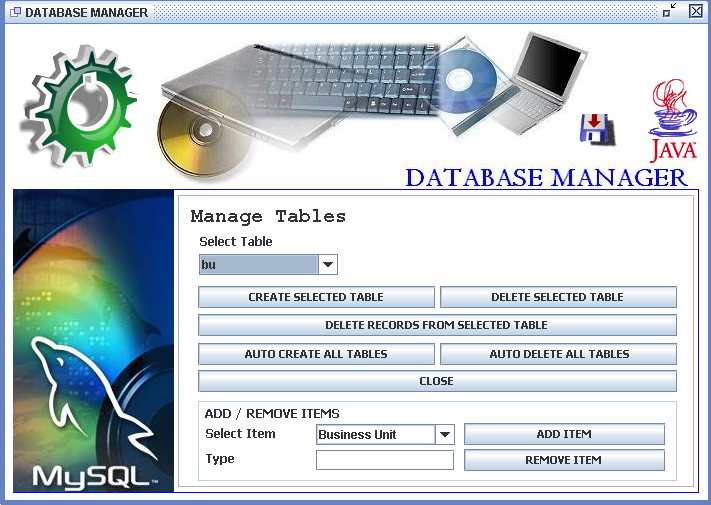 DATABASE MANAGER
JAVA
DATABASE MANAGER
Manage Tables
Select Table
bu
CREATE SELECTED TABLE DELETE SELECTED TABLE
DELETE RECORDS FROM SELECTED TABLE
AUTO CREATE ALL TABLES AUTO DELETE ALL TABLES
CLOSE
ADD / REMOVE ITEMS
Select Item Business Unit ADD ITEM
Type REMOVE ITEM
MySQL™